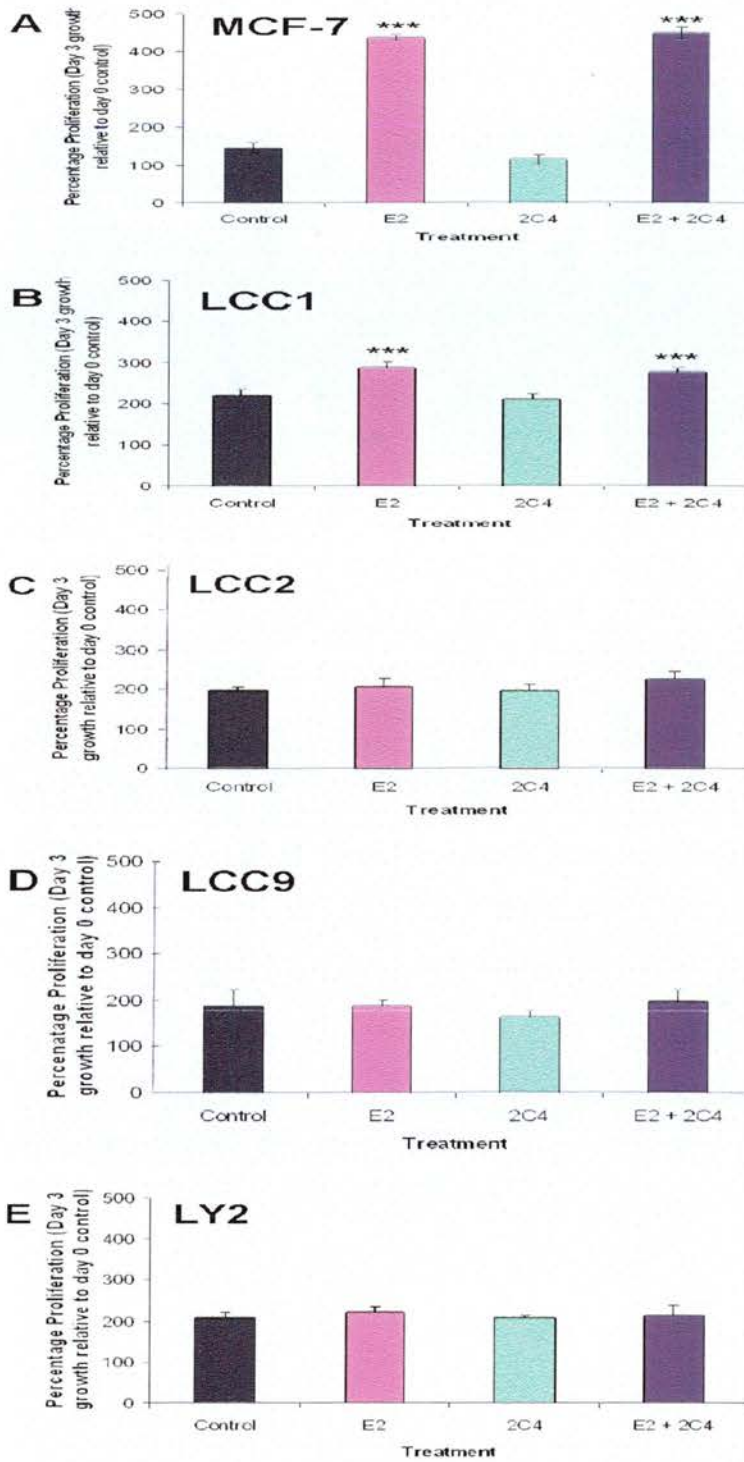 A
MCF-7
Percentage Proliferation (Day 3 growth
relative to day 0 control)
500
400
300
200
100
0
***
***
Control E2 2C4 E2 + 2C4
Treatment
B
LCC1
Percentage Proliferation (Day 3 growth
relative to day 0 control)
500
400
300
200
100
0
***
***
Control E2 2C4 E2 + 2C4
Treatment
C
LCC2
Percentage Proliferation (Day 3
growth relative to day 0 control)
500
400
300
200
100
0
Control E2 2C4 E2 + 2C4
Treatment
D
LCC9
Percenatage Proliferation (Day 3
growth relative to day 0 control)
500
400
300
200
100
0
Control E2 2C4 E2 + 2C4
Treatment
E
LY2
Percentage Proliferation (Day 3
growth relative to day 0 control)
500
400
300
200
100
0
Control E2 2C4 E2 + 2C4
Treatment